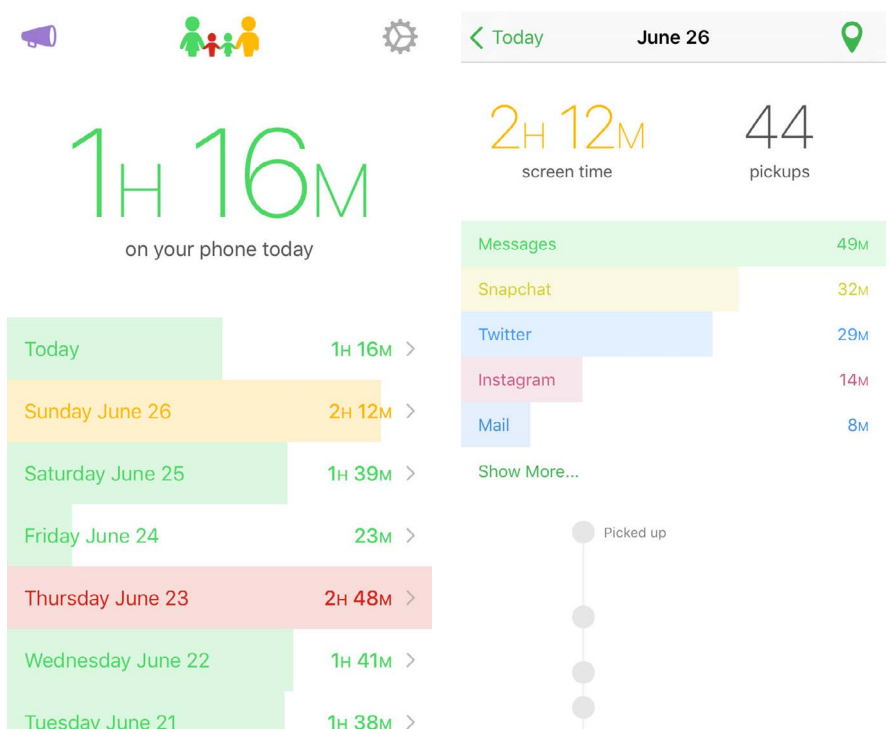 1H 16M
on your phone today
Today 1H 16M
Sunday June 26 2H 12M
Saturday June 25 1H 39M
Friday June 24 23M
Thursday June 23 2H 48M
Wednesday June 22 1H 41M
Tuesday June 21 1H 38M
Today June 26
2H 12M 44
screen time pickups
Messages 49M
Snapchat 32M
Twitter 29M
Instagram 14M
Mail 8M
Show More...
Picked up